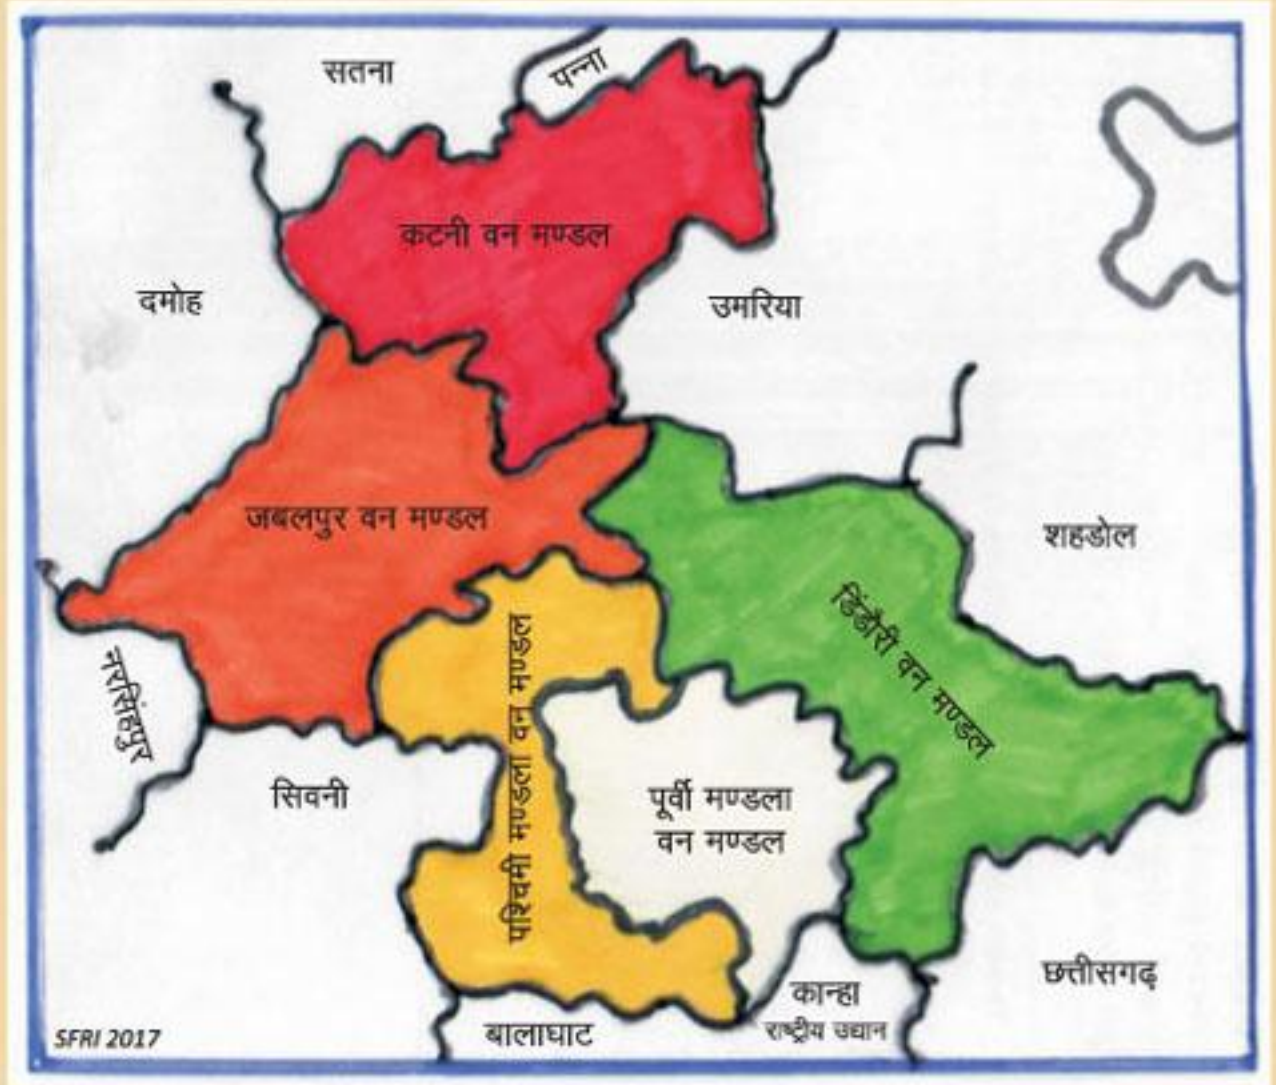 सतना
पन्ना
कटनी वन मण्डल
दमोह
उमरिया
जबलपुर वन मण्डल
शहडोल
डिंडौरी वन मण्डल
नरसिंहपुर
पश्चिमी मण्डला वन मण्डल
सिवनी
पूर्वी मण्डला
वन मण्डल
छत्तीसगढ़
कान्हा
राष्ट्रीय उद्यान
बालाघाट
SFRI 2017